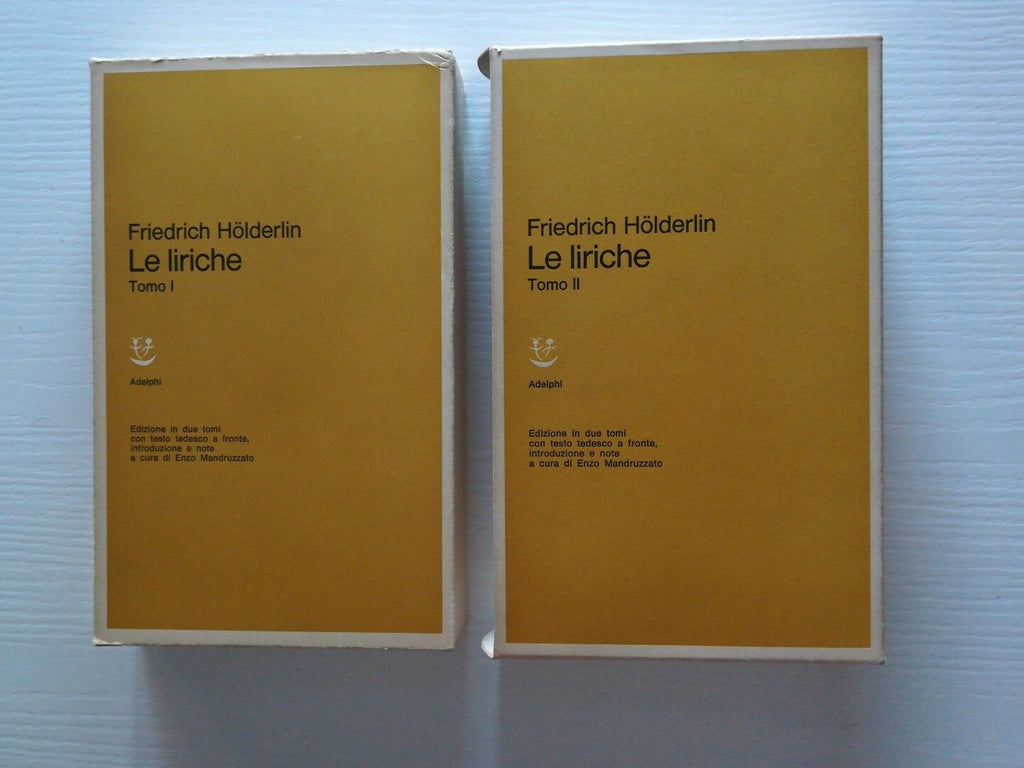 Friedrich Hölderlin
Le liriche
Tomo I
Adelphi
Edizione in due tomi
con testo tedesco a fronte,
introduzione e note
a cura di Enzo Mandruzzato
Friedrich Hölderlin
Le liriche
Tomo II
Adelphi
Edizione in due tomi
con testo tedesco a fronte,
introduzione e note
a cura di Enzo Mandruzzato